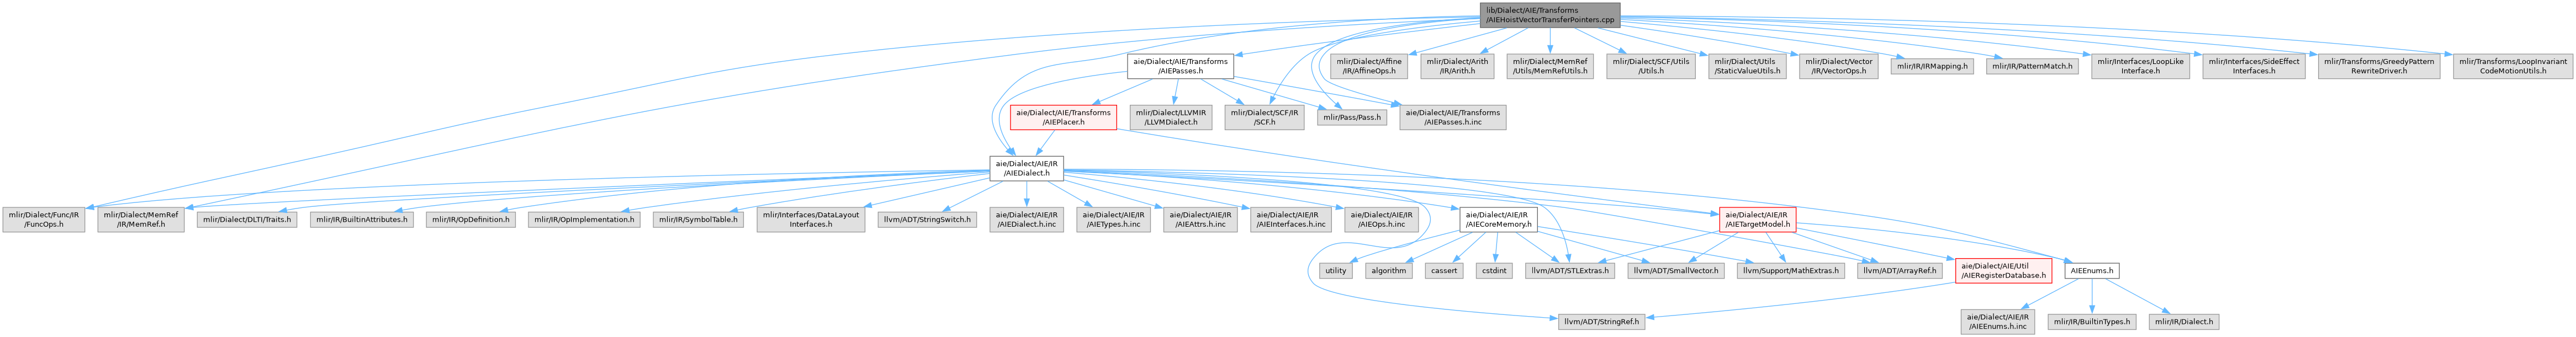 lib/Dialect/AIE/Transforms
/AIEHoistVectorTransferPointers.cpp
aie/Dialect/AIE/Transforms
/AIEPasses.h
mlir/Dialect/Affine
/IR/AffineOps.h
mlir/Dialect/Arith
/IR/Arith.h
mlir/Dialect/MemRef
/Utils/MemRefUtils.h
mlir/Dialect/SCF/Utils
/Utils.h
mlir/Dialect/Utils
/StaticValueUtils.h
mlir/Dialect/Vector
/IR/VectorOps.h
mlir/IR/IRMapping.h
mlir/IR/PatternMatch.h
mlir/Interfaces/LoopLike
Interface.h
mlir/Interfaces/SideEffect
Interfaces.h
mlir/Transforms/GreedyPattern
RewriteDriver.h
mlir/Transforms/LoopInvariant
CodeMotionUtils.h
aie/Dialect/AIE/Transforms
/AIEPlacer.h
mlir/Dialect/LLVMIR
/LLVMDialect.h
mlir/Dialect/SCF/IR
/SCF.h
mlir/Pass/Pass.h
aie/Dialect/AIE/Transforms
/AIEPasses.h.inc
aie/Dialect/AIE/IR
/AIEDialect.h
mlir/Dialect/Func/IR
/FuncOps.h
mlir/Dialect/MemRef
/IR/MemRef.h
mlir/Dialect/DLTI/Traits.h
mlir/IR/BuiltinAttributes.h
mlir/IR/OpDefinition.h
mlir/IR/OpImplementation.h
mlir/IR/SymbolTable.h
mlir/Interfaces/DataLayout
Interfaces.h
llvm/ADT/StringSwitch.h
aie/Dialect/AIE/IR
/AIEDialect.h.inc
aie/Dialect/AIE/IR
/AIETypes.h.inc
aie/Dialect/AIE/IR
/AIEAttrs.h.inc
aie/Dialect/AIE/IR
/AIEInterfaces.h.inc
aie/Dialect/AIE/IR
/AIEOps.h.inc
aie/Dialect/AIE/IR
/AIECoreMemory.h
aie/Dialect/AIE/IR
/AIETargetModel.h
utility
algorithm
cassert
cstdint
llvm/ADT/STLExtras.h
llvm/ADT/SmallVector.h
llvm/Support/MathExtras.h
llvm/ADT/ArrayRef.h
aie/Dialect/AIE/Util
/AIERegisterDatabase.h
AIEEnums.h
llvm/ADT/StringRef.h
aie/Dialect/AIE/IR
/AIEEnums.h.inc
mlir/IR/BuiltinTypes.h
mlir/IR/Dialect.h